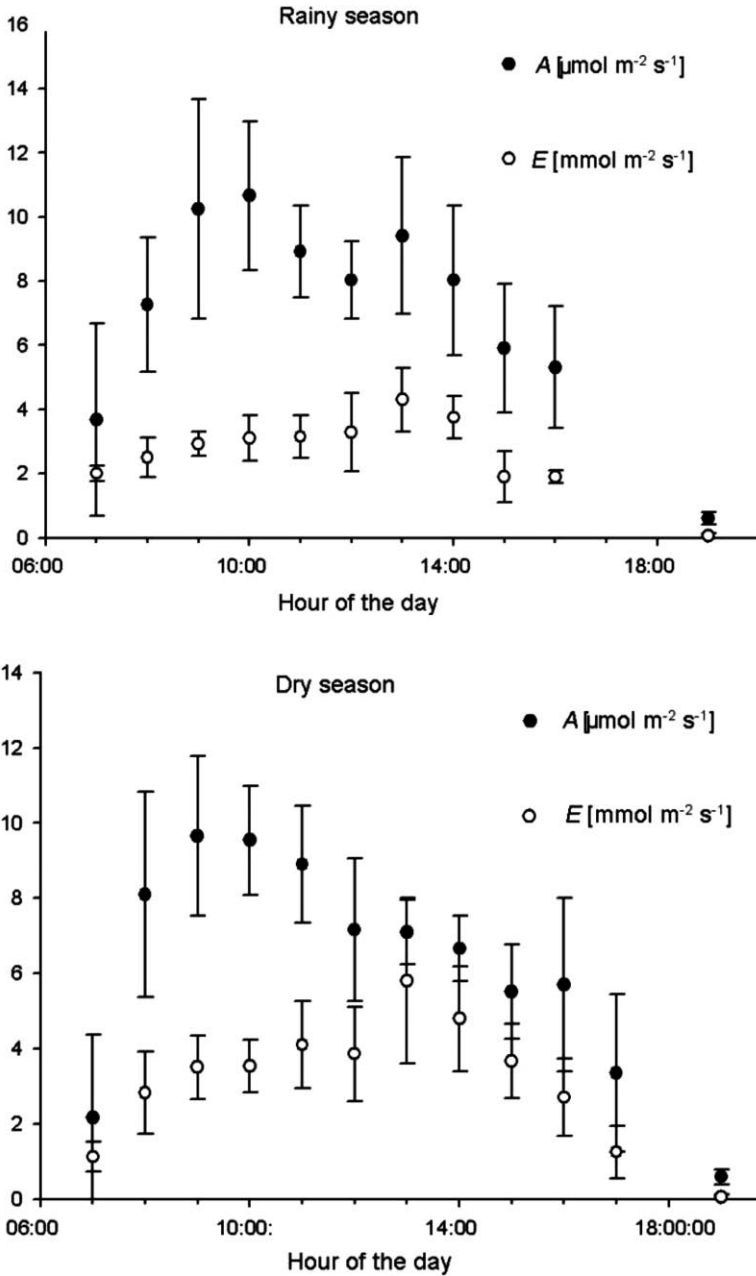 Rainy season
16
A [µmol m-2 s-1]
14
E [mmol m-2 s-1]
12
10
8
6
4
2
0
06:00 10:00 14:00 18:00
Hour of the day
14
Dry season
A [µmol m-2 s-1]
12
E [mmol m-2 s-1]
10
8
6
4
2
0
06:00 10:00: 14:00 18:00:00
Hour of the day